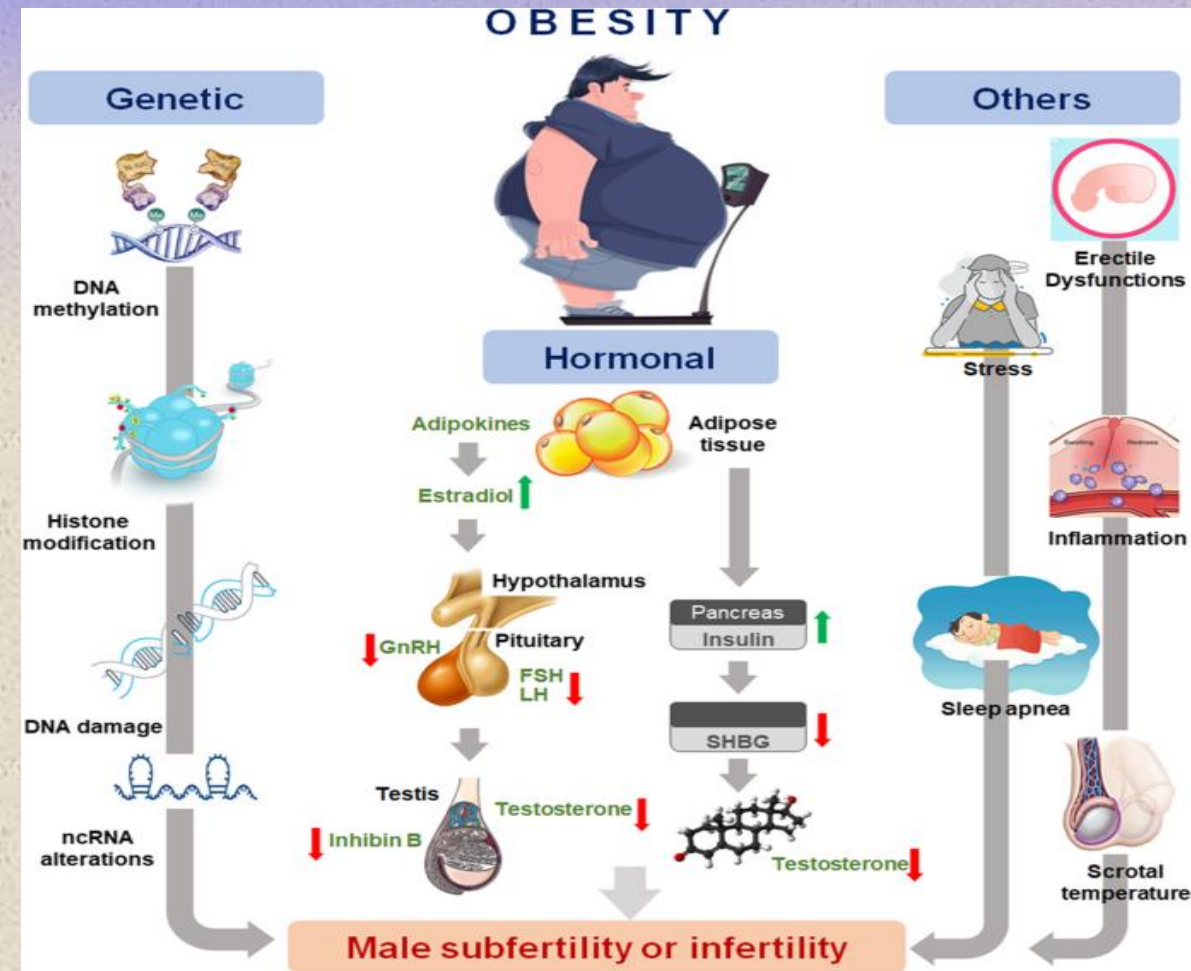 OBESITY
Genetic
DNA
methylation
Histone
modification
DNA damage
ncRNA
alterations
Hormonal
Adipokines
Estradiol
Hypothalamus
Pituitary
GnRH
FSH
LH
Testis
Testosterone
Inhibin B
Adipose
tissue
Pancreas
Insulin
SHBG
Testosterone
Others
Erectile
Dysfunctions
Stress
Swelling
Redness
Inflammation
Sleep apnea
Scrotal
temperature
Male subfertility or infertility